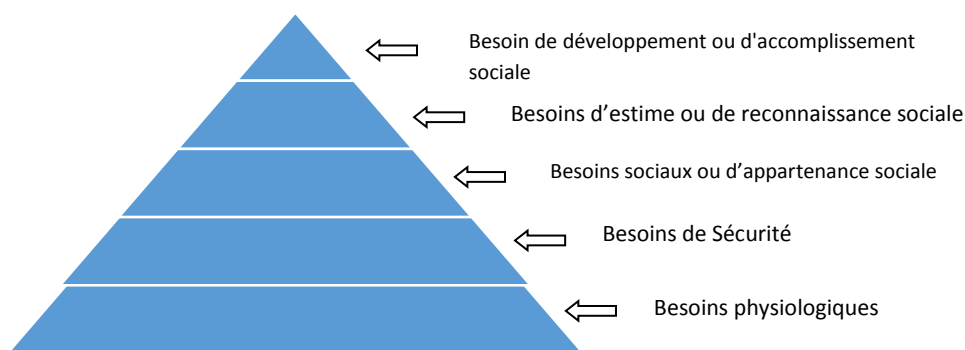 Besoin de développement ou d'accomplissement
sociale
Besoins d’estime ou de reconnaissance sociale
Besoins sociaux ou d’appartenance sociale
Besoins de Sécurité
Besoins physiologiques